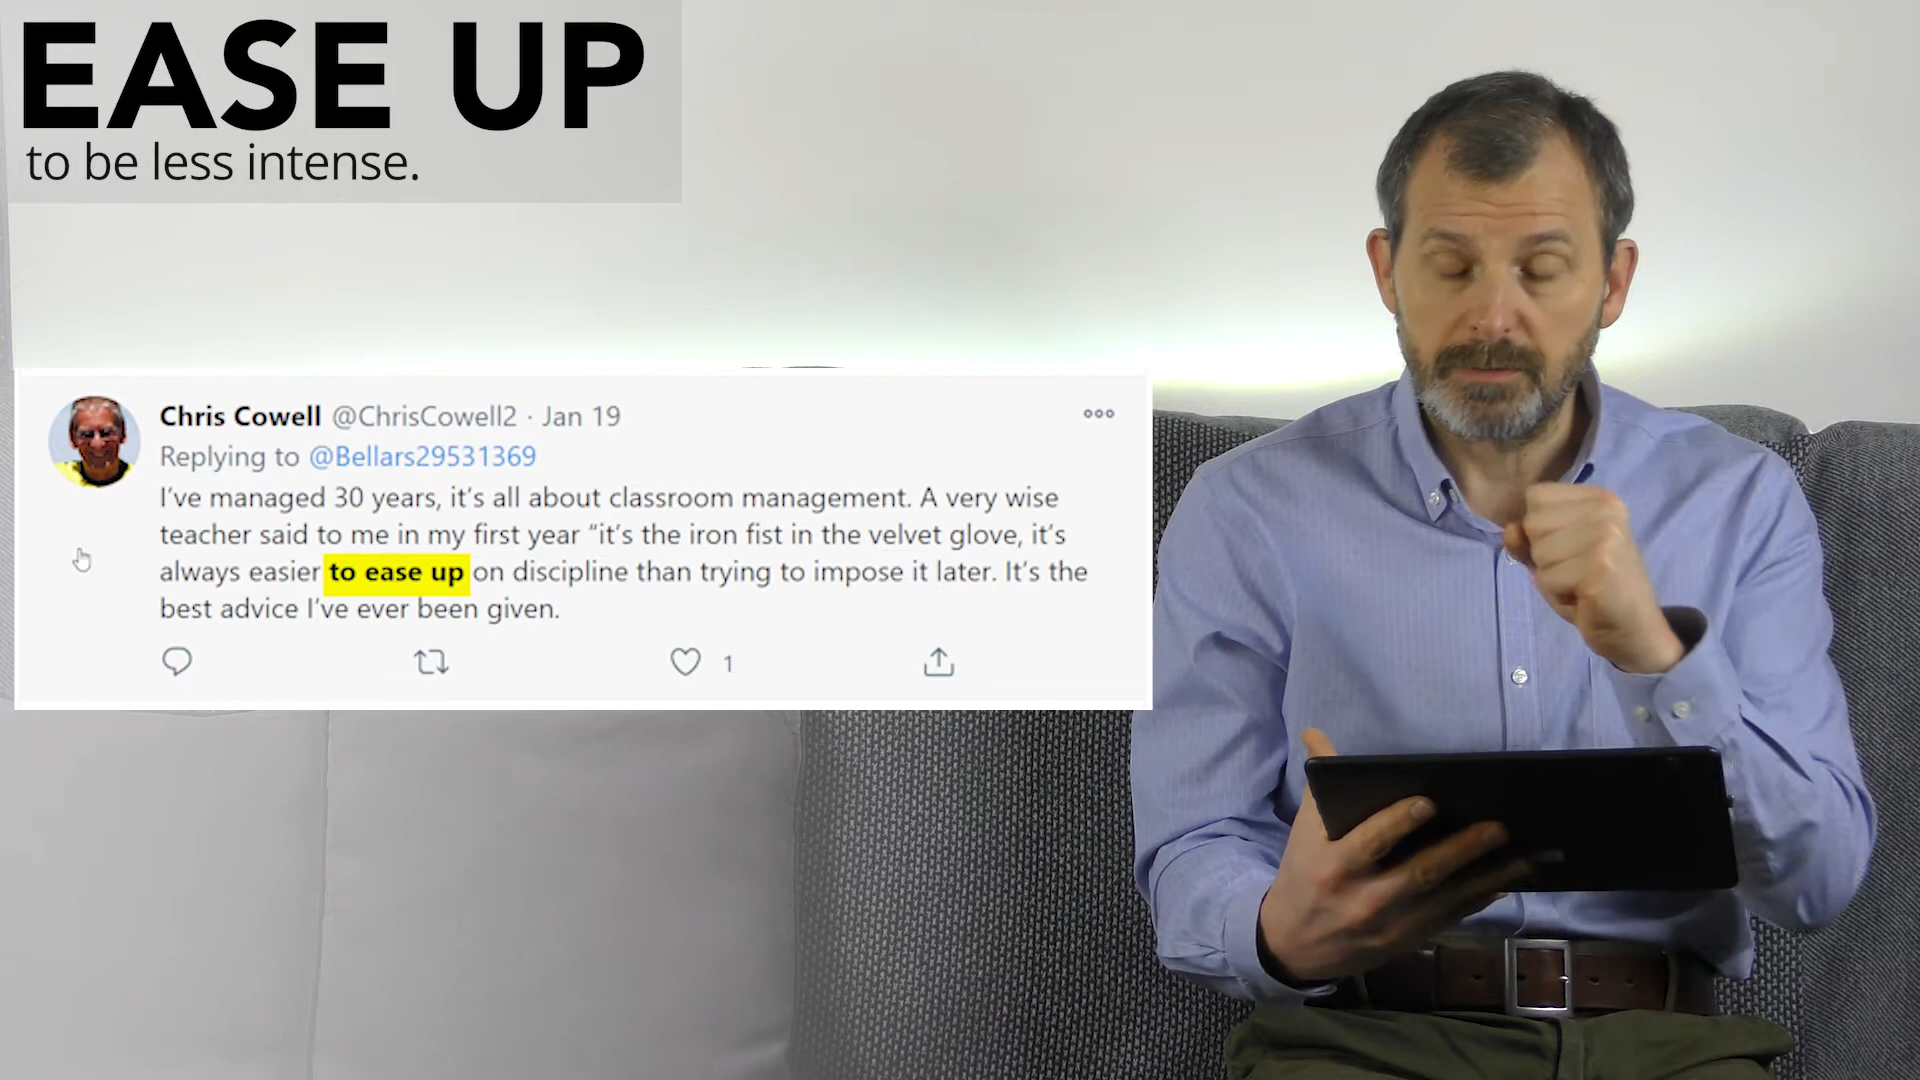 EASE UP
to be less intense.
Chris Cowell @ChrisCowell2 · Jan 19
Replying to @Bellars29531369
I've managed 30 years, it's all about classroom management. A very wise
teacher said to me in my first year “it's the iron fist in the velvet glove, it's
always easier to ease up on discipline than trying to impose it later. It's the
best advice I've ever been given.
1